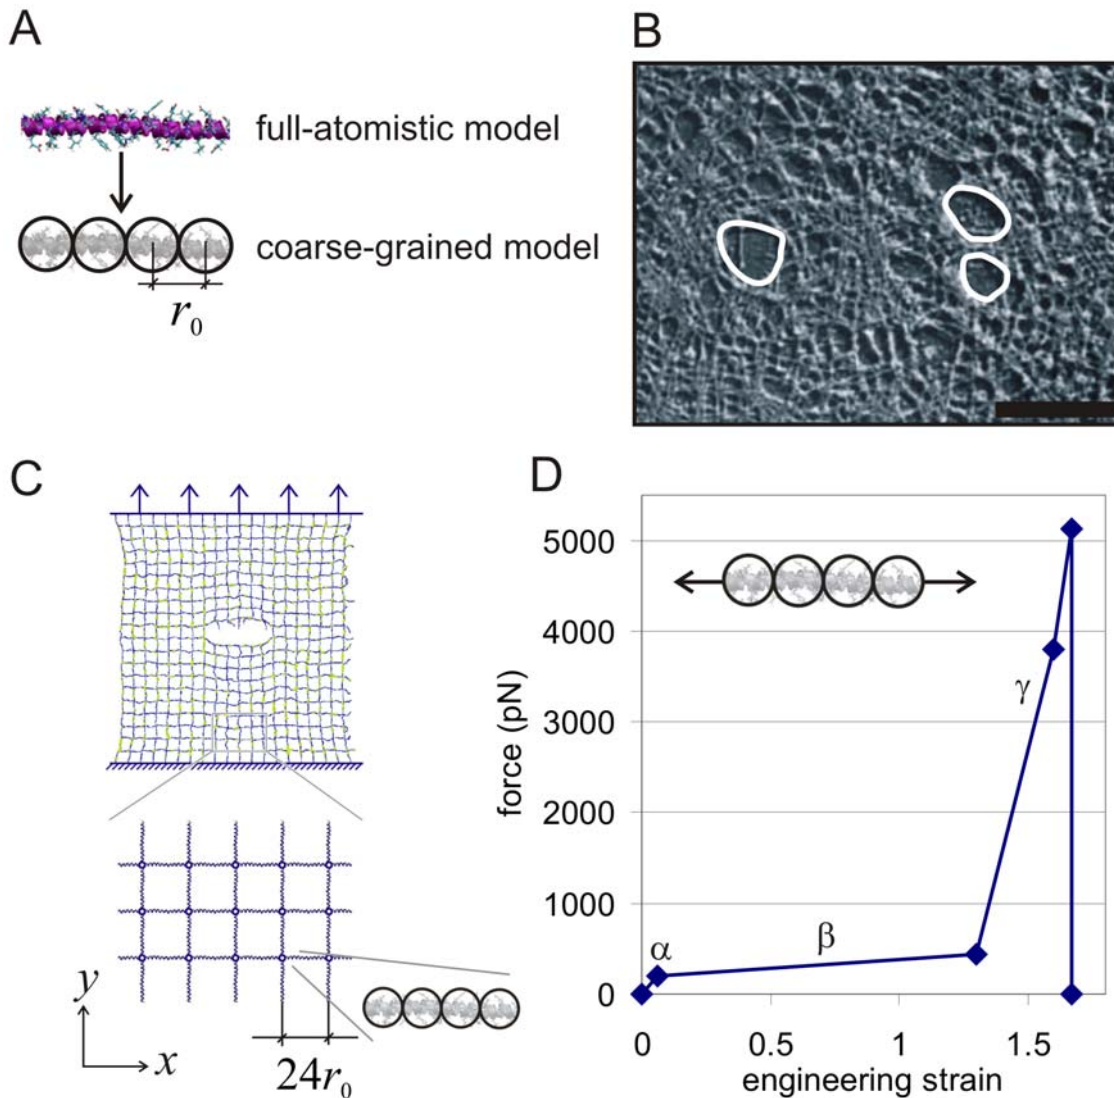 A
full-atomistic model
coarse-grained model
r0
B
C
y
x
24r0
D
force (pN)
5000
4000
3000
2000
1000
0
α
β
γ
0
0.5
1
1.5
engineering strain